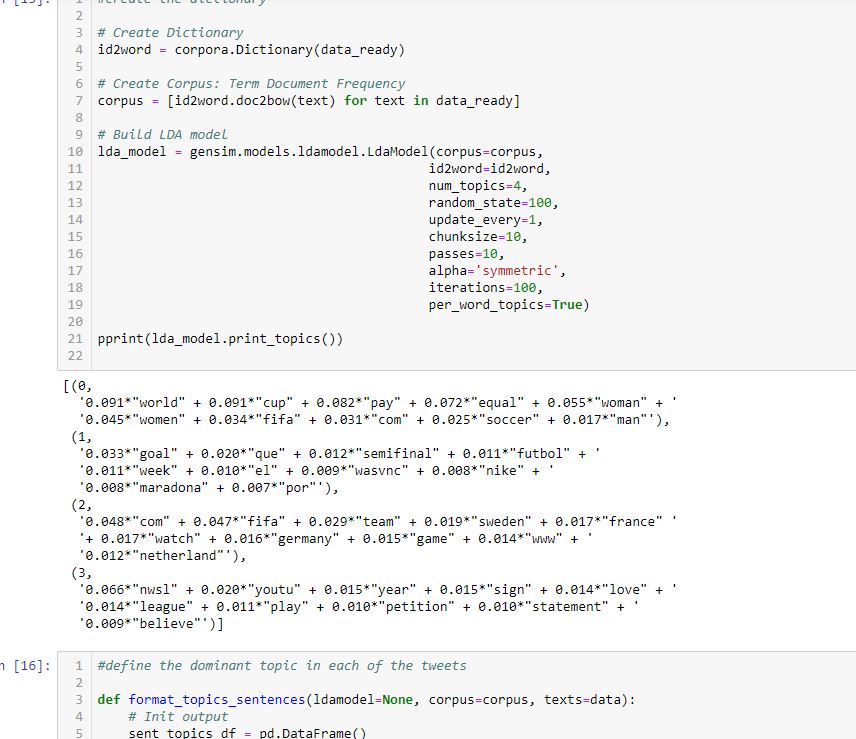 1 #create the dictionary
2
3 # Create Dictionary
4 id2word = corpora.Dictionary(data_ready)
5
6 # Create Corpus: Term Document Frequency
7 corpus = [id2word.doc2bow(text) for text in data_ready]
8
9 # Build LDA model
10 lda_model = gensim.models.ldamodel.LdaModel(corpus=corpus,
11 id2word=id2word,
12 num_topics=4,
13 random_state=100,
14 update_every=1,
15 chunksize=10,
16 passes=10,
17 alpha='symmetric',
18 iterations=100,
19 per_word_topics=True)
20
21 pprint(lda_model.print_topics())
22
[(0,
'0.091*"world" + 0.091*"cup" + 0.082*"pay" + 0.072*"equal" + 0.055*"woman" + '
'0.045*"women" + 0.034*"fifa" + 0.031*"com" + 0.025*"soccer" + 0.017*"man"'),
(1,
'0.033*"goal" + 0.020*"que" + 0.012*"semifinal" + 0.011*"futbol" + '
'0.011*"week" + 0.010*"el" + 0.009*"wasvnc" + 0.008*"nike" + '
'0.008*"maradona" + 0.007*"por"'),
(2,
'0.048*"com" + 0.047*"fifa" + 0.029*"team" + 0.019*"sweden" + 0.017*"france" '
'+ 0.017*"watch" + 0.016*"germany" + 0.015*"game" + 0.014*"www" + '
'0.012*"netherland"'),
(3,
'0.066*"nwsl" + 0.020*"youtu" + 0.015*"year" + 0.015*"sign" + 0.014*"love" + '
'0.014*"league" + 0.011*"play" + 0.010*"petition" + 0.010*"statement" + '
'0.009*"believe"')]
n [16]: 1 #define the dominant topic in each of the tweets
2
3 def format_topics_sentences(ldamodel=None, corpus=corpus, texts=data):
4 # Init output
5 sent_topics_df = pd.DataFrame()